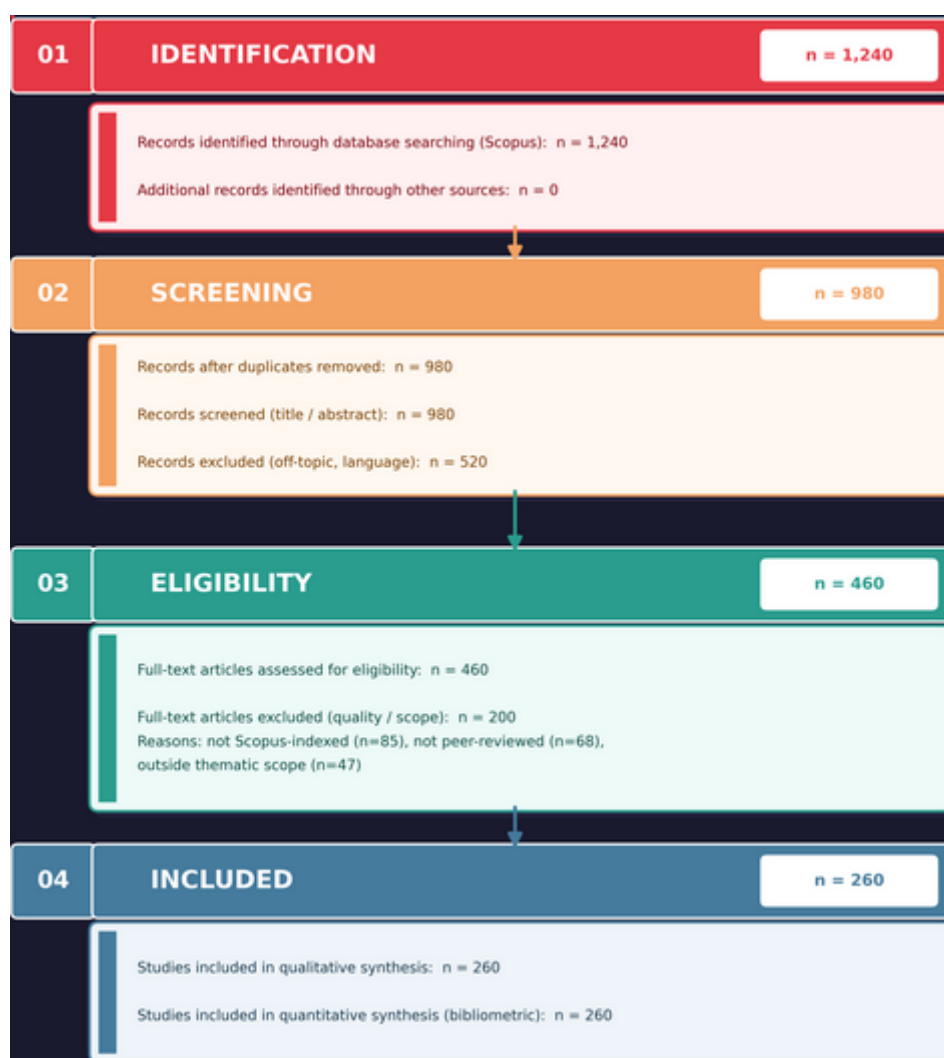 01 IDENTIFICATION n = 1,240
Records identified through database searching (Scopus): n = 1,240
Additional records identified through other sources: n = 0
02 SCREENING n = 980
Records after duplicates removed: n = 980
Records screened (title / abstract): n = 980
Records excluded (off-topic, language): n = 520
03 ELIGIBILITY n = 460
Full-text articles assessed for eligibility: n = 460
Full-text articles excluded (quality / scope): n = 200
Reasons: not Scopus-indexed (n=85), not peer-reviewed (n=68),
outside thematic scope (n=47)
04 INCLUDED n = 260
Studies included in qualitative synthesis: n = 260
Studies included in quantitative synthesis (bibliometric): n = 260